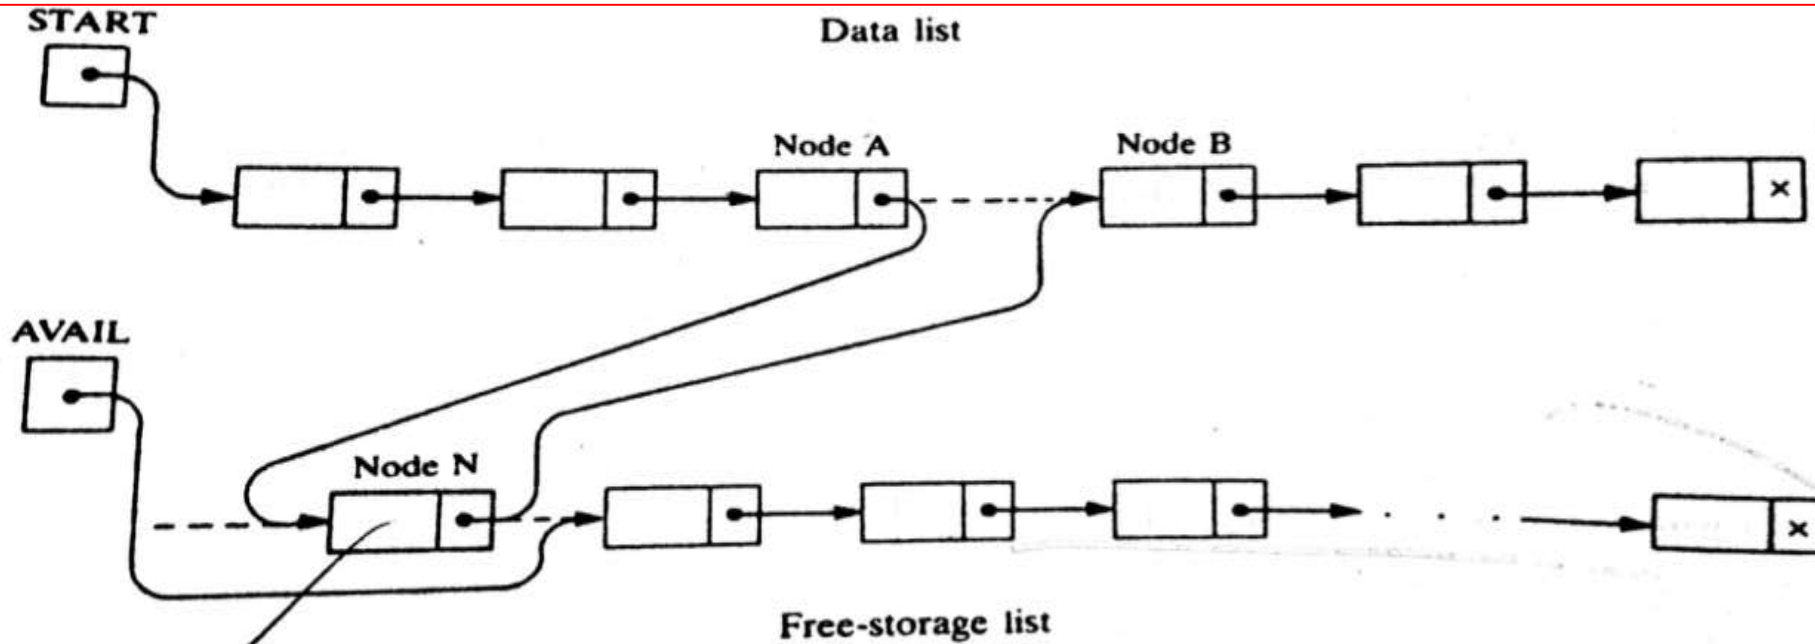 START
Data list
Node A
Node B
×
AVAIL
Node N
×
Free-storage list